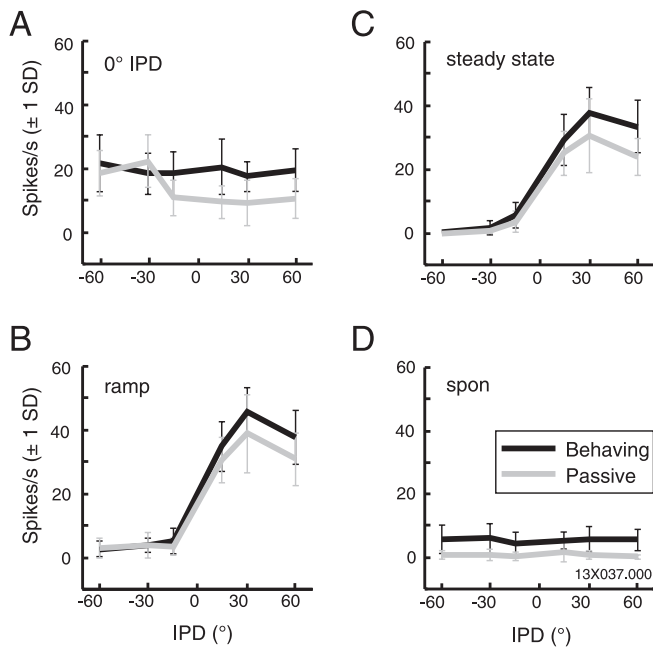 A
0° IPD
Spikes/s (± 1 SD)
60
40
20
0
-60 -30 0 30 60
C
steady state
60
40
20
0
-60 -30 0 30 60
B
ramp
Spikes/s (± 1 SD)
60
40
20
0
-60 -30 0 30 60
IPD (°)
D
spon
60
40
20
0
Behaving
Passive
13X037.000
-60 -30 0 30 60
IPD (°)